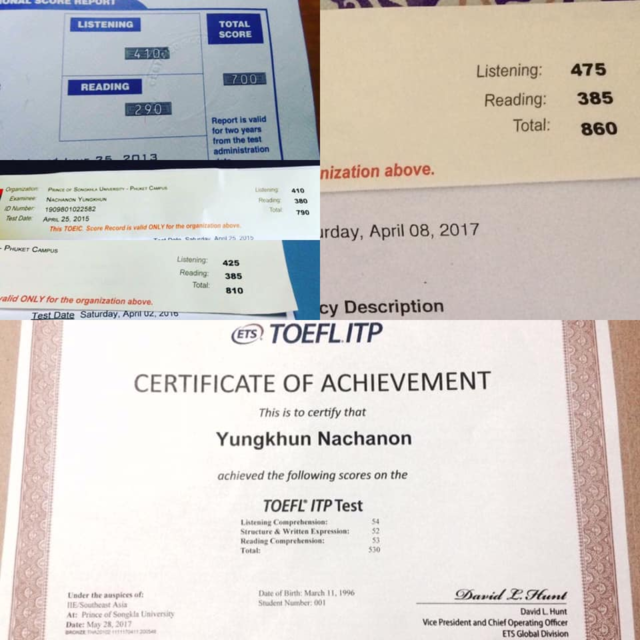 ONAL SCORE REPORT
LISTENING
410
READING
290
TOTAL
SCORE
700
Report is valid
for two years
from the test
administration
2013
Listening: 475
Reading: 385
Total: 860
nization above.
urday, April 08, 2017
cy Description
Organization: PRINCE OF SONGKLA UNIVERSITY - PHUKET CAMPUS
Examinee: NACHANON YUNGKHUN
ID Number: 1909801022582
Test Date: APRIL 25, 2015
Listening: 410
Reading: 380
Total: 790
This TOEIC. Score Record is valid ONLY for the organization above.
Test Date Saturday, April 25, 2015
- PHUKET CAMPUS
Listening: 425
Reading: 385
Total: 810
valid ONLY for the organization above.
Test Date Saturday, April 02, 2016
ETS TOEFL ITP
CERTIFICATE OF ACHIEVEMENT
This is to certify that
Yungkhun Nachanon
achieved the following scores on the
TOEFL® ITP Test
Listening Comprehension: 54
Structure & Written Expression: 52
Reading Comprehension: 53
Total: 530
Under the auspices of:
IIE/Southeast Asia
At: Prince of Songkla University
Date: May 28, 2017
Date of Birth: March 11, 1996
Student Number: 001
David L. Hunt
David L. Hunt
Vice President and Chief Operating Officer
ETS Global Division